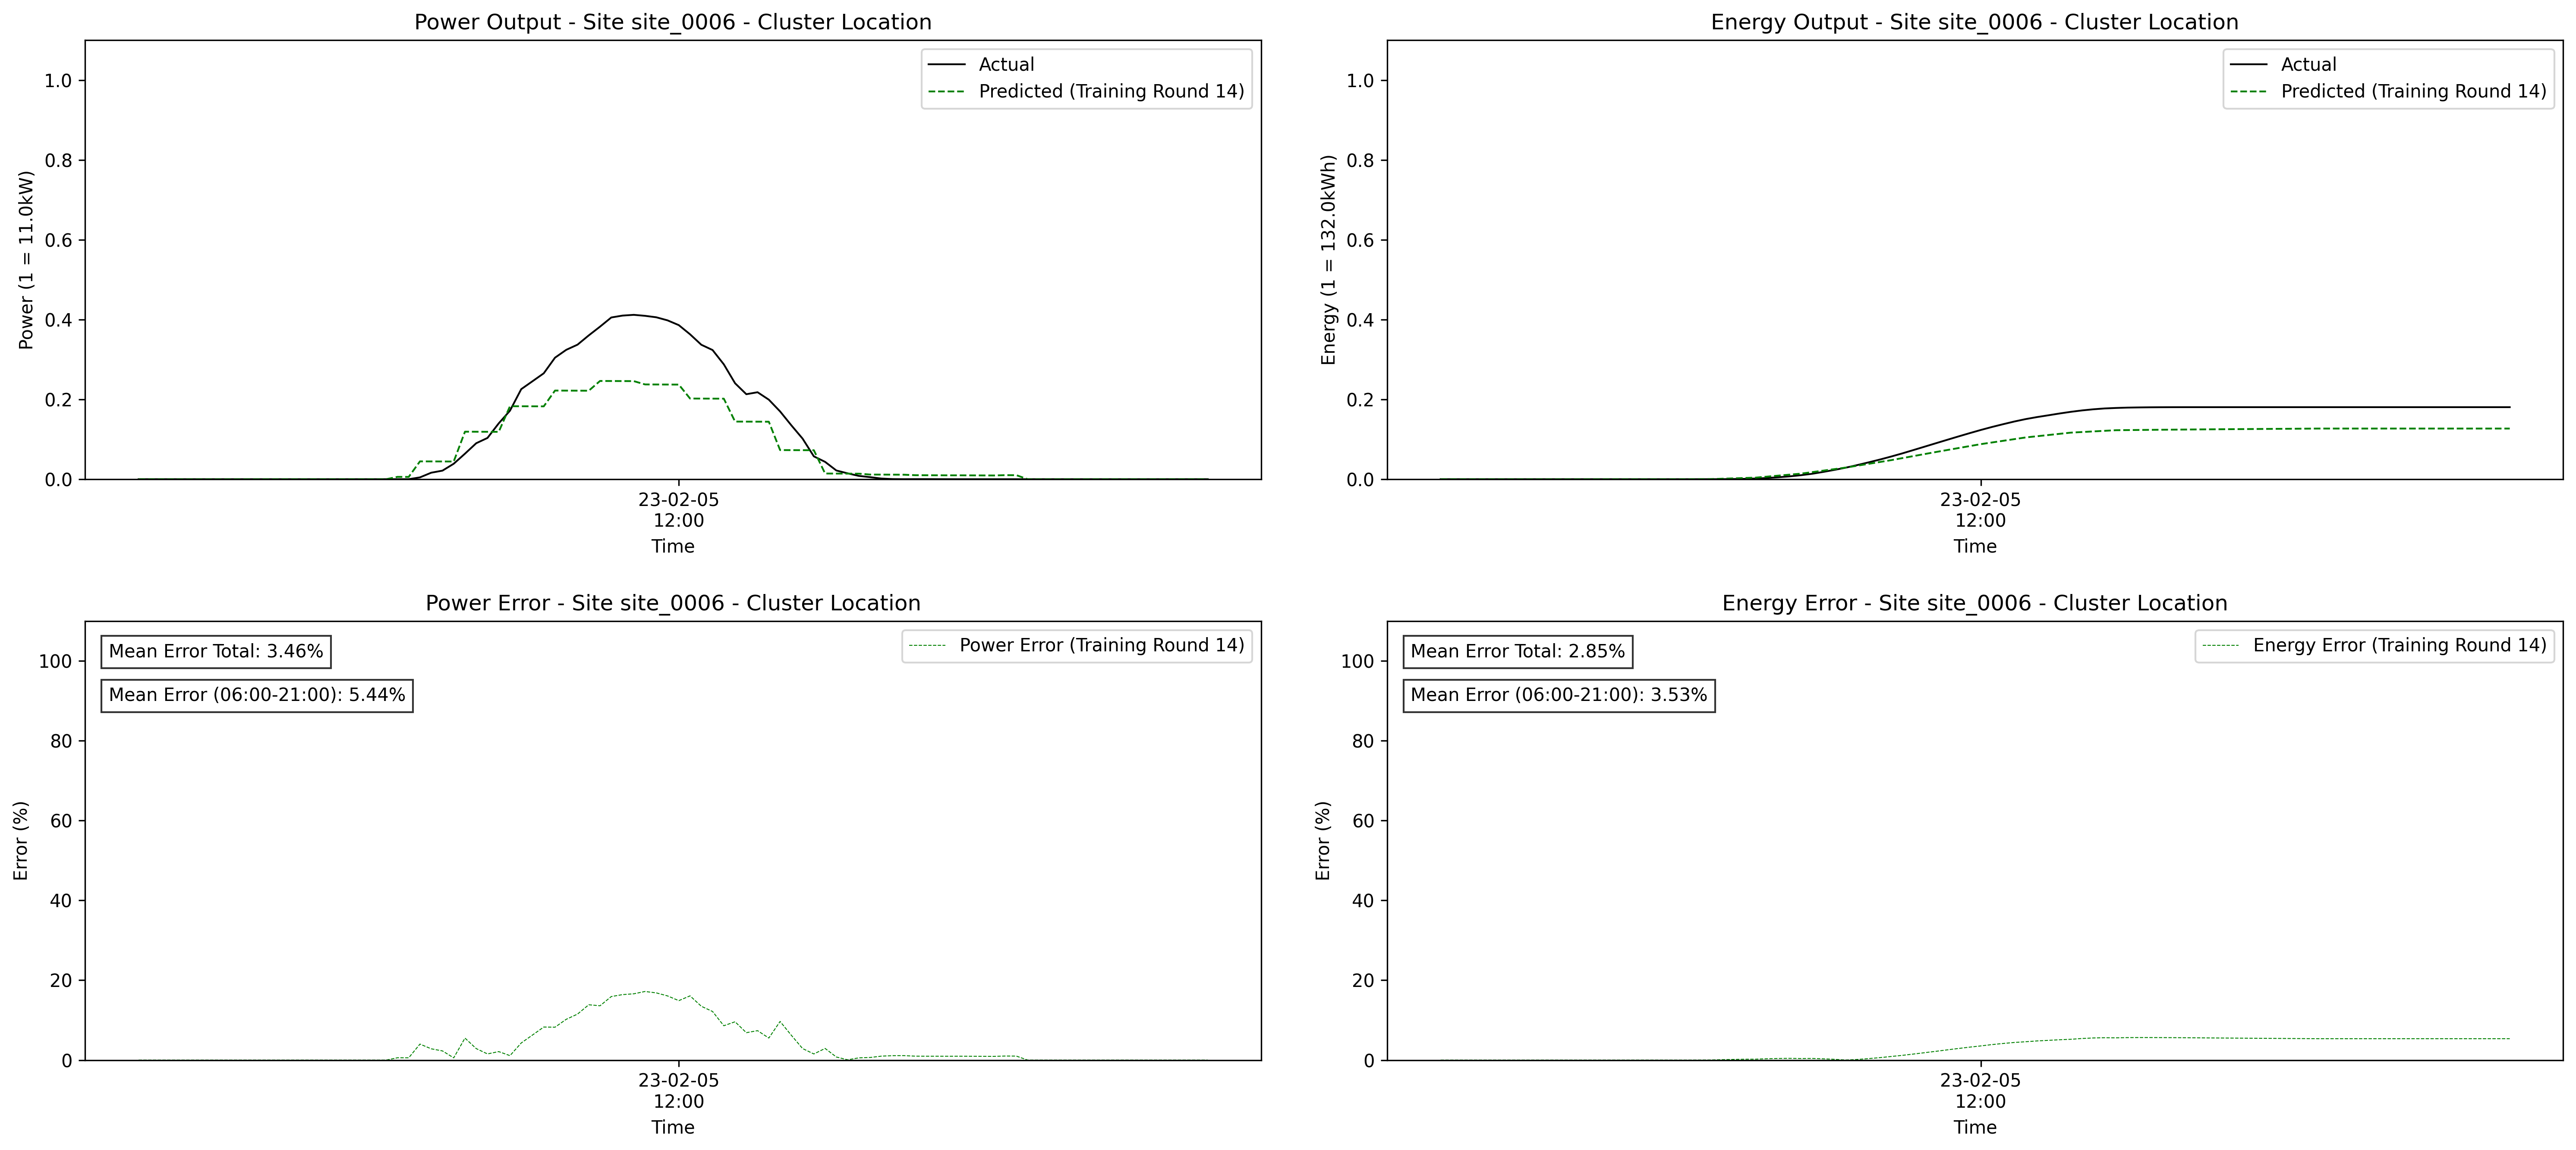 Power Output - Site site_0006 - Cluster Location
Actual
Predicted (Training Round 14)
1.0
0.8
0.6
0.4
0.2
0.0
Power (1 = 11.0kW)
23-02-05
12:00
Time
Energy Output - Site site_0006 - Cluster Location
Actual
Predicted (Training Round 14)
1.0
0.8
0.6
0.4
0.2
0.0
Energy (1 = 132.0kWh)
23-02-05
12:00
Time
Power Error - Site site_0006 - Cluster Location
Mean Error Total: 3.46%
Mean Error (06:00-21:00): 5.44%
Power Error (Training Round 14)
100
80
60
40
20
0
Error (%)
23-02-05
12:00
Time
Energy Error - Site site_0006 - Cluster Location
Mean Error Total: 2.85%
Mean Error (06:00-21:00): 3.53%
Energy Error (Training Round 14)
100
80
60
40
20
0
Error (%)
23-02-05
12:00
Time